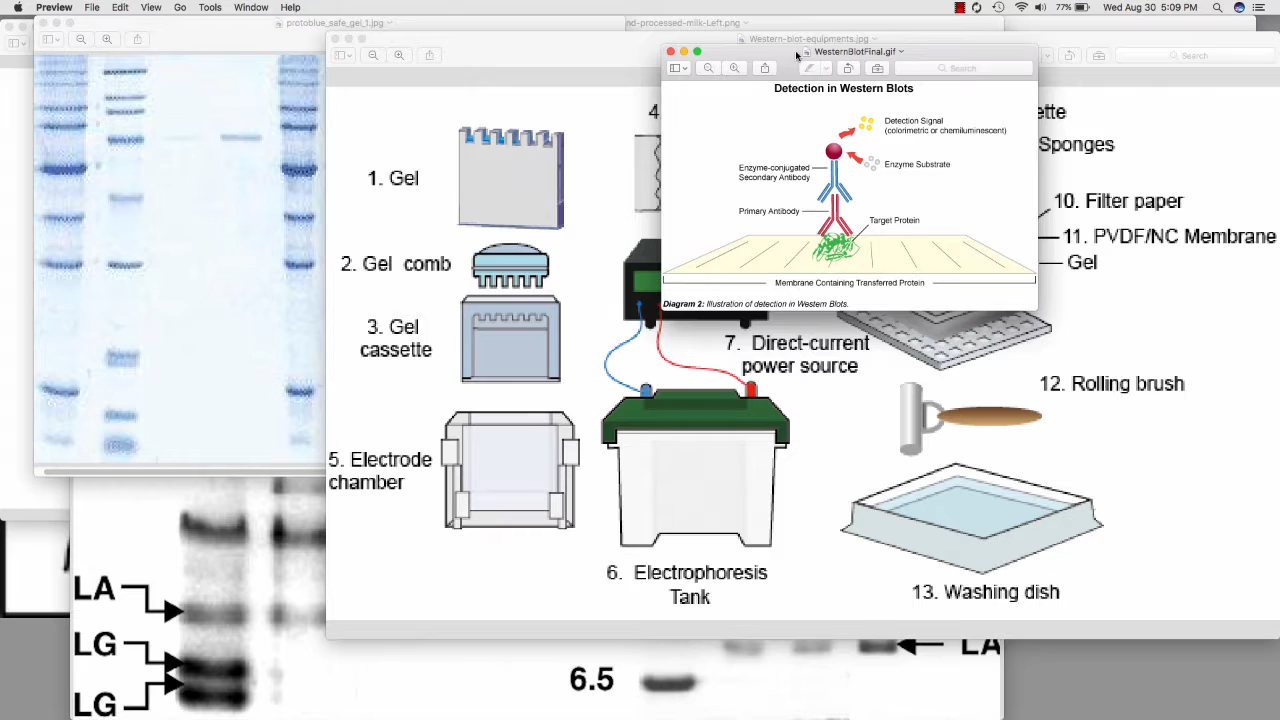 Preview File Edit View Go Tools Window Help
77% Wed Aug 30 5:09 PM
protoblue_safe_gel_1.jpg
nd-processed-milk-Left.png
Western-blot-equipments.jpg
Search
WesternBlotFinal.gif
Search
Detection in Western Blots
Detection Signal
(colorimetric or chemiluminescent)
Enzyme Substrate
Enzyme-conjugated
Secondary Antibody
Primary Antibody
Target Protein
Membrane Containing Transferred Protein
Diagram 2: Illustration of detection in Western Blots.
1. Gel
2. Gel comb
3. Gel
cassette
4
5. Electrode
chamber
6. Electrophoresis
Tank
7. Direct-current
power source
ette
Sponges
10. Filter paper
11. PVDF/NC Membrane
Gel
12. Rolling brush
13. Washing dish
LA
LG
LG
6.5
LA